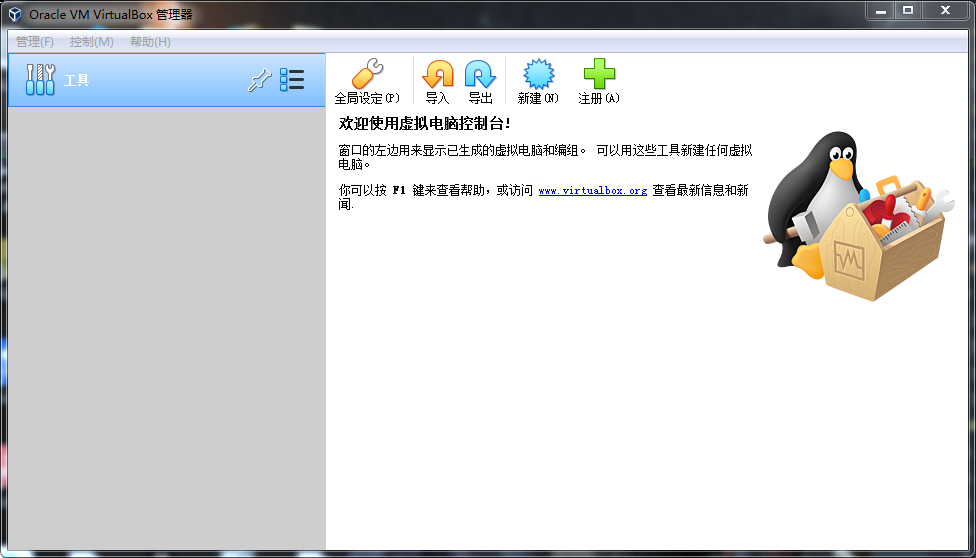 Oracle VM VirtualBox 管理器
管理(F) 控制(M) 帮助(H)
工具
全局设定(P) 导入 导出 新建(N) 注册(A)
欢迎使用虚拟电脑控制台!
窗口的左边用来显示已生成的虚拟电脑和编组。 可以用这些工具新建任何虚拟
电脑。
你可以按 F1 键来查看帮助,或访问 www.virtualbox.org 查看最新信息和新
闻.
VM